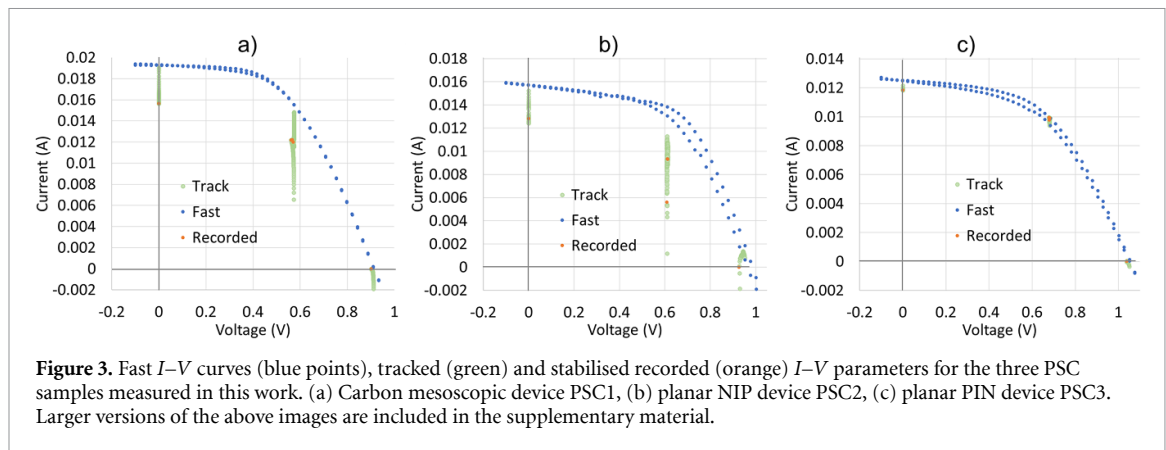 a)
b)
c)
0.02
0.018
0.016
0.014
0.012
0.01
0.008
0.006
0.004
0.002
0
-0.002
Current (A)
-0.2 0 0.2 0.4 0.6 0.8 1
Voltage (V)
Track
Fast
Recorded
0.018
0.016
0.014
0.012
0.01
0.008
0.006
0.004
0.002
0
-0.002
Current (A)
-0.2 0 0.2 0.4 0.6 0.8 1
Voltage (V)
Track
Fast
Recorded
0.014
0.012
0.01
0.008
0.006
0.004
0.002
0
-0.002
Current (A)
-0.2 0 0.2 0.4 0.6 0.8 1
Voltage (V)
Track
Fast
Recorded
Figure 3. Fast I–V curves (blue points), tracked (green) and stabilised recorded (orange) I–V parameters for the three PSC
samples measured in this work. (a) Carbon mesoscopic device PSC1, (b) planar NIP device PSC2, (c) planar PIN device PSC3.
Larger versions of the above images are included in the supplementary material.